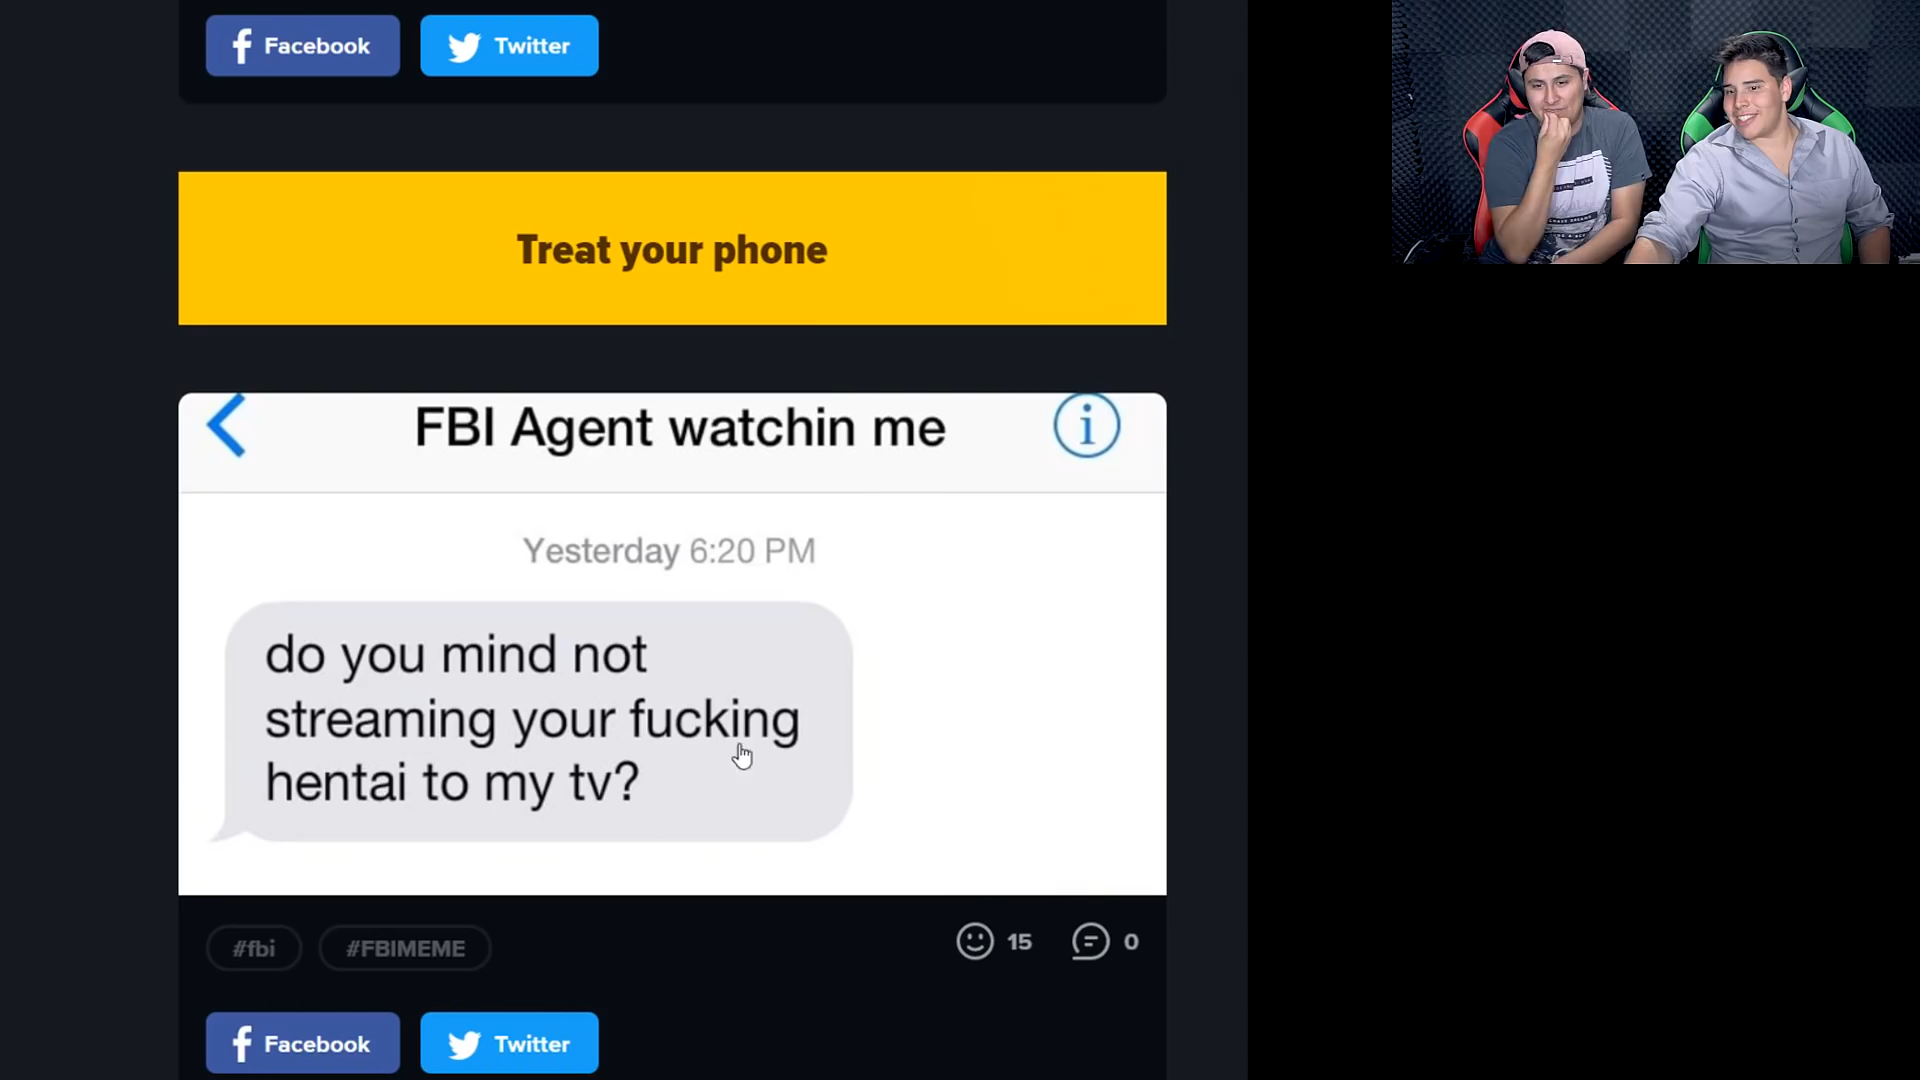 Facebook
Twitter
Treat your phone
FBI Agent watchin me
Yesterday 6:20 PM
do you mind not
streaming your fucking
hentai to my tv?
#fbi
#FBIMEME
15
0
Facebook
Twitter